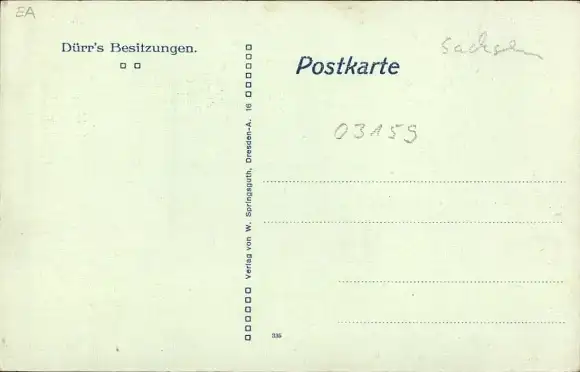 EA
Dürr's Besitzungen.
Verlag von W. Springsguth, Dresden-A. 16
Postkarte
Sachsen
03159
335